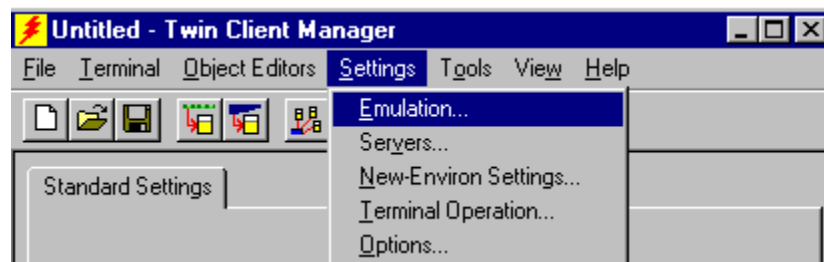 Untitled - Twin Client Manager
File Terminal Object Editors Settings Tools View Help
Emulation...
Servers...
Standard Settings
New-Environ Settings...
Terminal Operation...
Options...